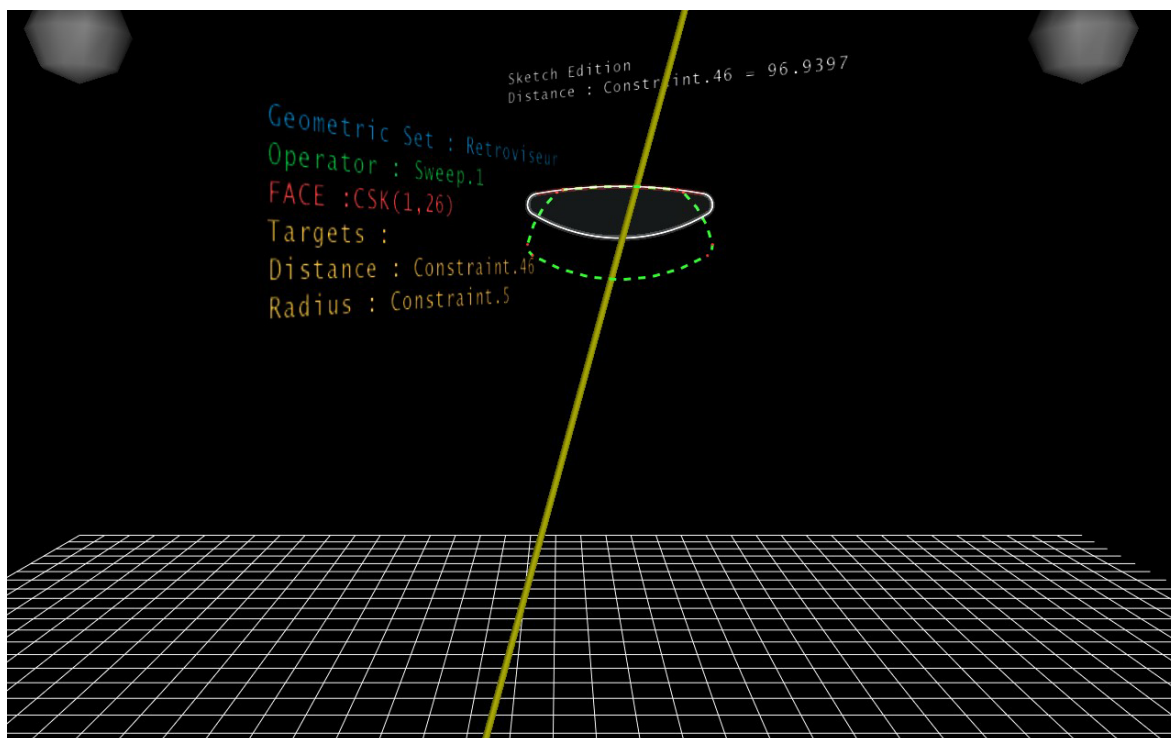 Sketch Edition
Distance : Constraint.46 = 96.9397
Geometric Set : Retroviseur
Operator : Sweep.1
FACE :CSK(1,26)
Targets :
Distance : Constraint.46
Radius : Constraint.5